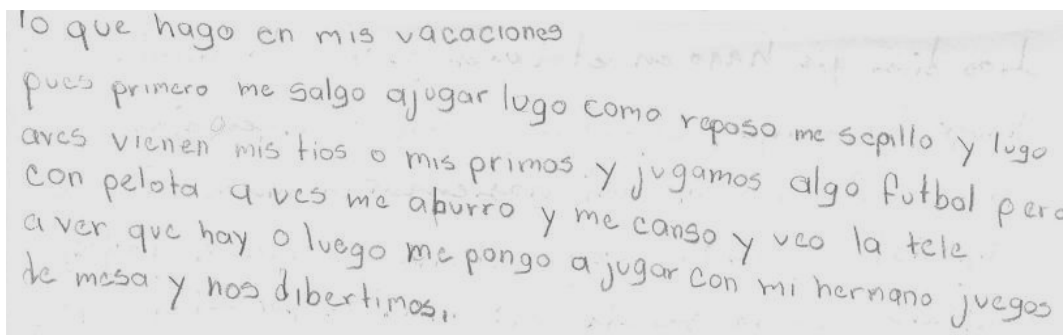 lo que hago en mis vacaciones
pues primero me salgo ajugar lugo como reposo me sepillo y lugo
aves vienen mis tios o mis primos y jugamos algo futbol pero
con pelota a ves me aburro y me canso y veo la tele
a ver que hay o luego me pongo a jugar con mi hermano juegos
de mesa y nos dibertimos.